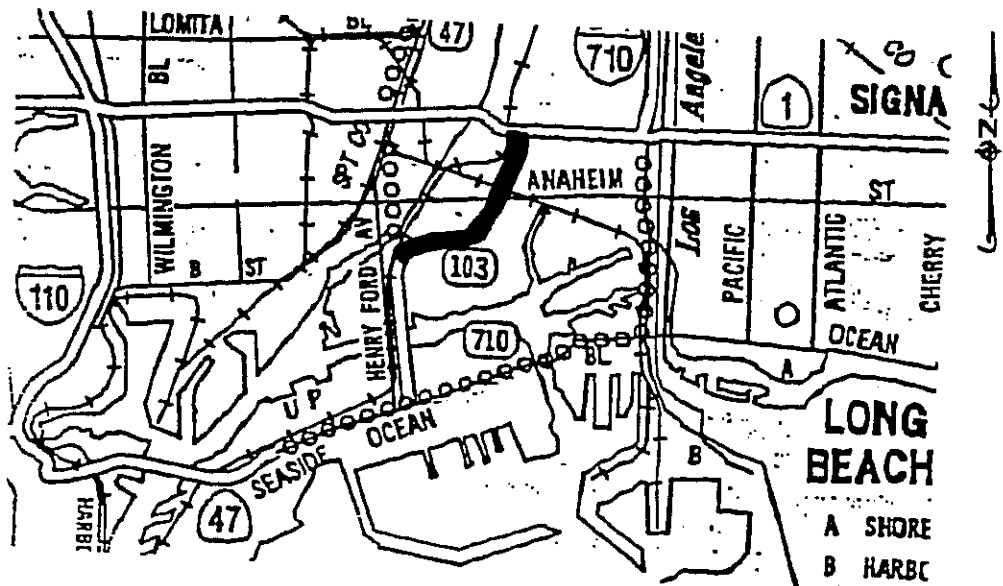 LOMITA
BL
47
710
Angele
1
SIGNA
BL
WILMINGTON
SPT CO
ANAHEIM
ST
AV
Los
PACIFIC
ATLANTIC
CHERRY
B ST
103
110
HENRY FORD
710
OCEAN
BL
A
U P
OCEAN
SEASIDE
47
LONG
BEACH
B
A SHORE
B HARBC
HARBC
N